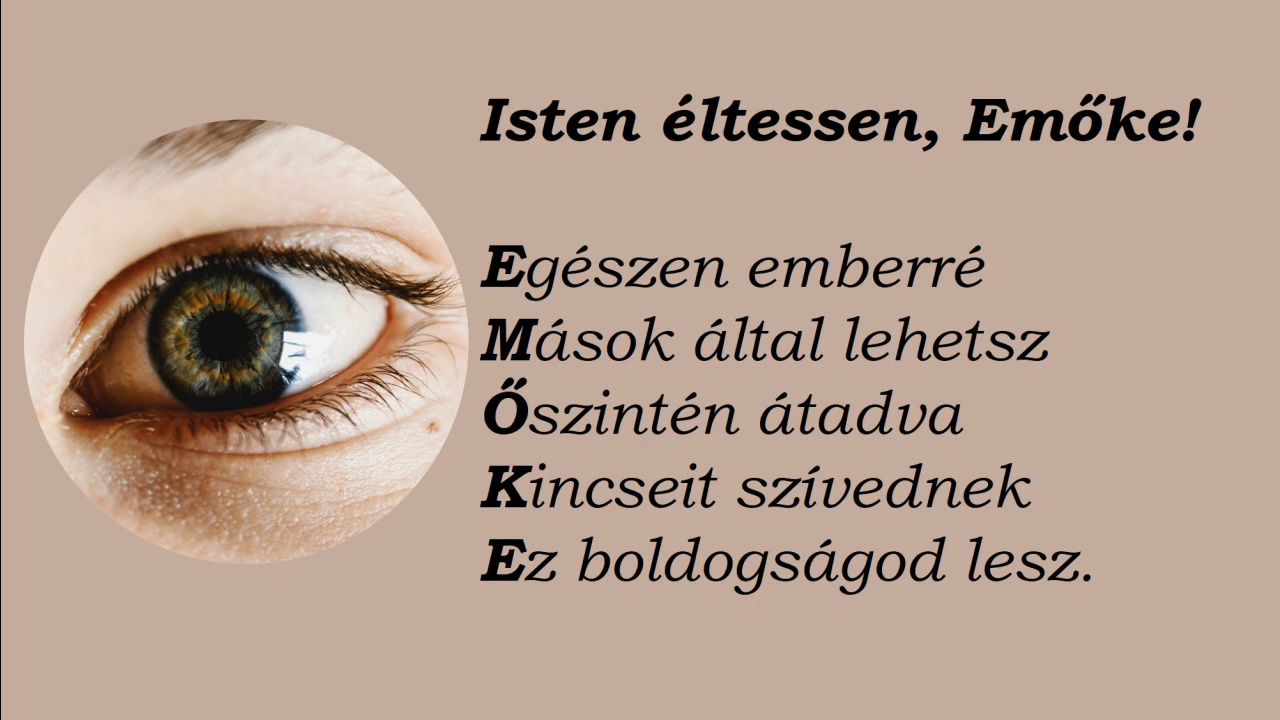 Isten éltessen, Emőke!
Egészen emberré
Mások által lehetsz
Őszintén átadva
Kincseit szívednek
Ez boldogságod lesz.